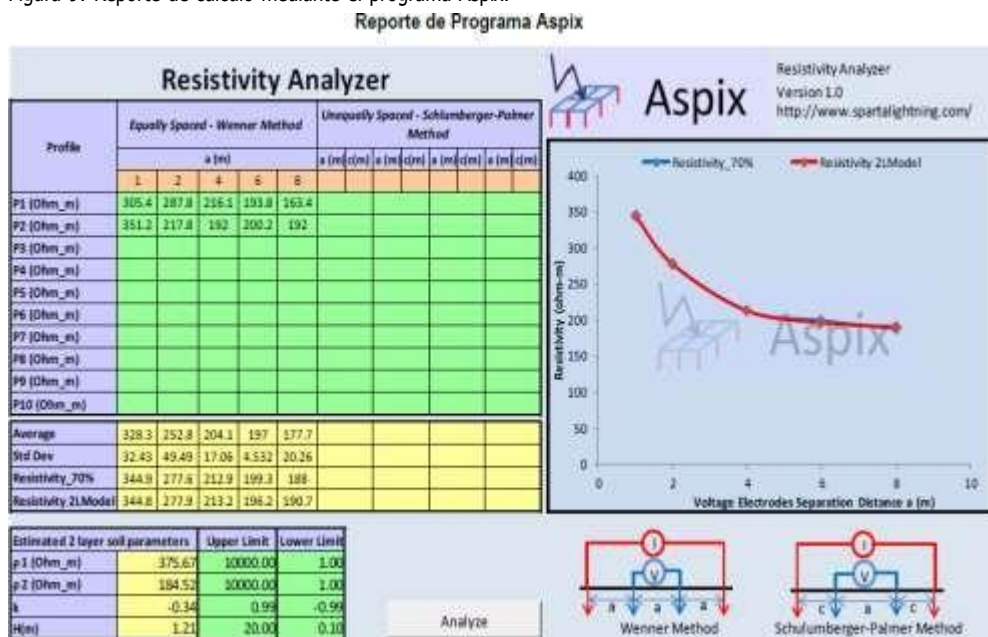 Figura 9. Reporte de cálculo mediante el programa Aspix.
Reporte de Programa Aspix
Resistivity Analyzer
Aspix
Resistivity Analyzer
Version 1.0
http://www.spartalightning.com/
Profile
Equally Spaced - Wenner Method
Unequally Spaced - Schlumberger-Palmer Method
a (m)
a (m) c(m) a (m) c(m) a (m) c(m) a (m) c(m)
1 2 4 6 8
P1 (Ohm_m) 305.4 287.8 216.1 193.8 163.4
P2 (Ohm_m) 351.2 217.8 192 200.2 192
P3 (Ohm_m)
P4 (Ohm_m)
P5 (Ohm_m)
P6 (Ohm_m)
P7 (Ohm_m)
P8 (Ohm_m)
P9 (Ohm_m)
P10 (Ohm_m)
Average 328.3 252.8 204.1 197 177.7
Std Dev 32.43 49.49 17.06 4.532 20.26
Resistivity_70% 344.9 277.6 212.9 199.3 188
Resistivity 2LModel 344.8 277.9 213.2 196.2 190.7
Resistivity_70% Resistivity 2LModel
Resistivity (ohm-m)
400
350
300
250
200
150
100
50
0
0 2 4 6 8 10
Voltage Electrodes Separation Distance a (m)
Aspix
Estimated 2 layer soil parameters Upper Limit Lower Limit
ρ1 (Ohm_m) 375.67 10000.00 1.00
ρ2 (Ohm_m) 184.52 10000.00 1.00
k -0.34 0.99 -0.99
H(m) 1.21 20.00 0.10
Analyze
I
V
a a a
Wenner Method
I
V
c a c
Schulumberger-Palmer Method